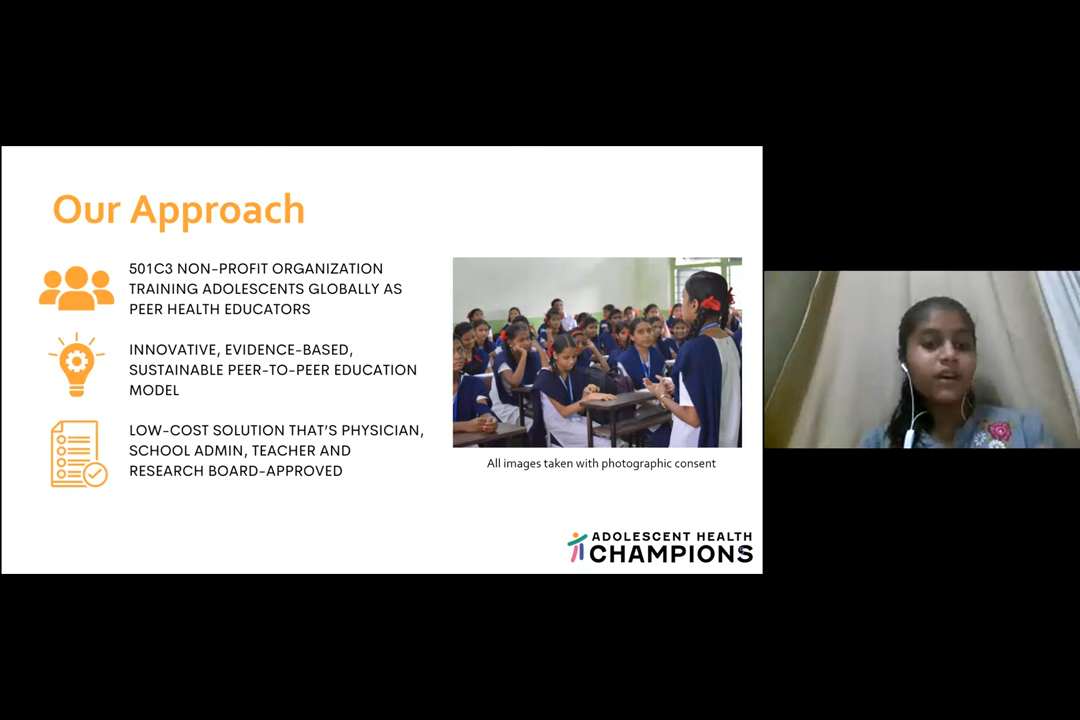 Our Approach
501C3 NON-PROFIT ORGANIZATION
TRAINING ADOLESCENTS GLOBALLY AS
PEER HEALTH EDUCATORS
INNOVATIVE, EVIDENCE-BASED,
SUSTAINABLE PEER-TO-PEER EDUCATION
MODEL
LOW-COST SOLUTION THAT'S PHYSICIAN,
SCHOOL ADMIN, TEACHER AND
RESEARCH BOARD-APPROVED
All images taken with photographic consent
ADOLESCENT HEALTH
CHAMPIONS